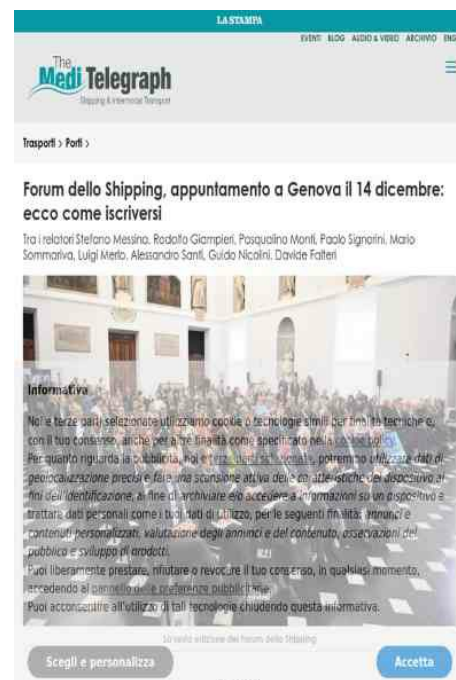 LA STAMPA
EVENTI BLOG AUDIO & VIDEO ARCHIVIO ENG
The
Medi Telegraph
Shipping & Intermodal Transport
Trasporti > Porti >
Forum dello Shipping, appuntamento a Genova il 14 dicembre:
ecco come iscriversi
Tra i relatori Stefano Messina, Rodolfo Giampieri, Pasqualino Monti, Paolo Signorini, Mario
Sommariva, Luigi Merlo, Alessandro Santi, Guido Nicolini, Davide Falteri
Informativa
Noi e terze parti selezionate utilizziamo cookie o tecnologie simili per finalità tecniche e,
con il tuo consenso, anche per altre finalità come specificato nella cookie policy.
Per quanto riguarda la pubblicità, noi e terze parti selezionate, potremmo utilizzare dati di
geolocalizzazione precisi e fare una scansione attiva delle caratteristiche del dispositivo ai
fini dell'identificazione, al fine di archiviare e/o accedere a informazioni su un dispositivo e
trattare dati personali come i tuoi dati di utilizzo, per le seguenti finalità: annunci e
contenuti personalizzati, valutazione degli annunci e del contenuto, osservazioni del
pubblico e sviluppo di prodotti.
Puoi liberamente prestare, rifiutare o revocare il tuo consenso, in qualsiasi momento,
accedendo al pannello delle preferenze pubblicitarie.
Puoi acconsentire all'utilizzo di tali tecnologie chiudendo questa informativa.
La sesta edizione del Forum dello Shipping
Scegli e personalizza Accetta